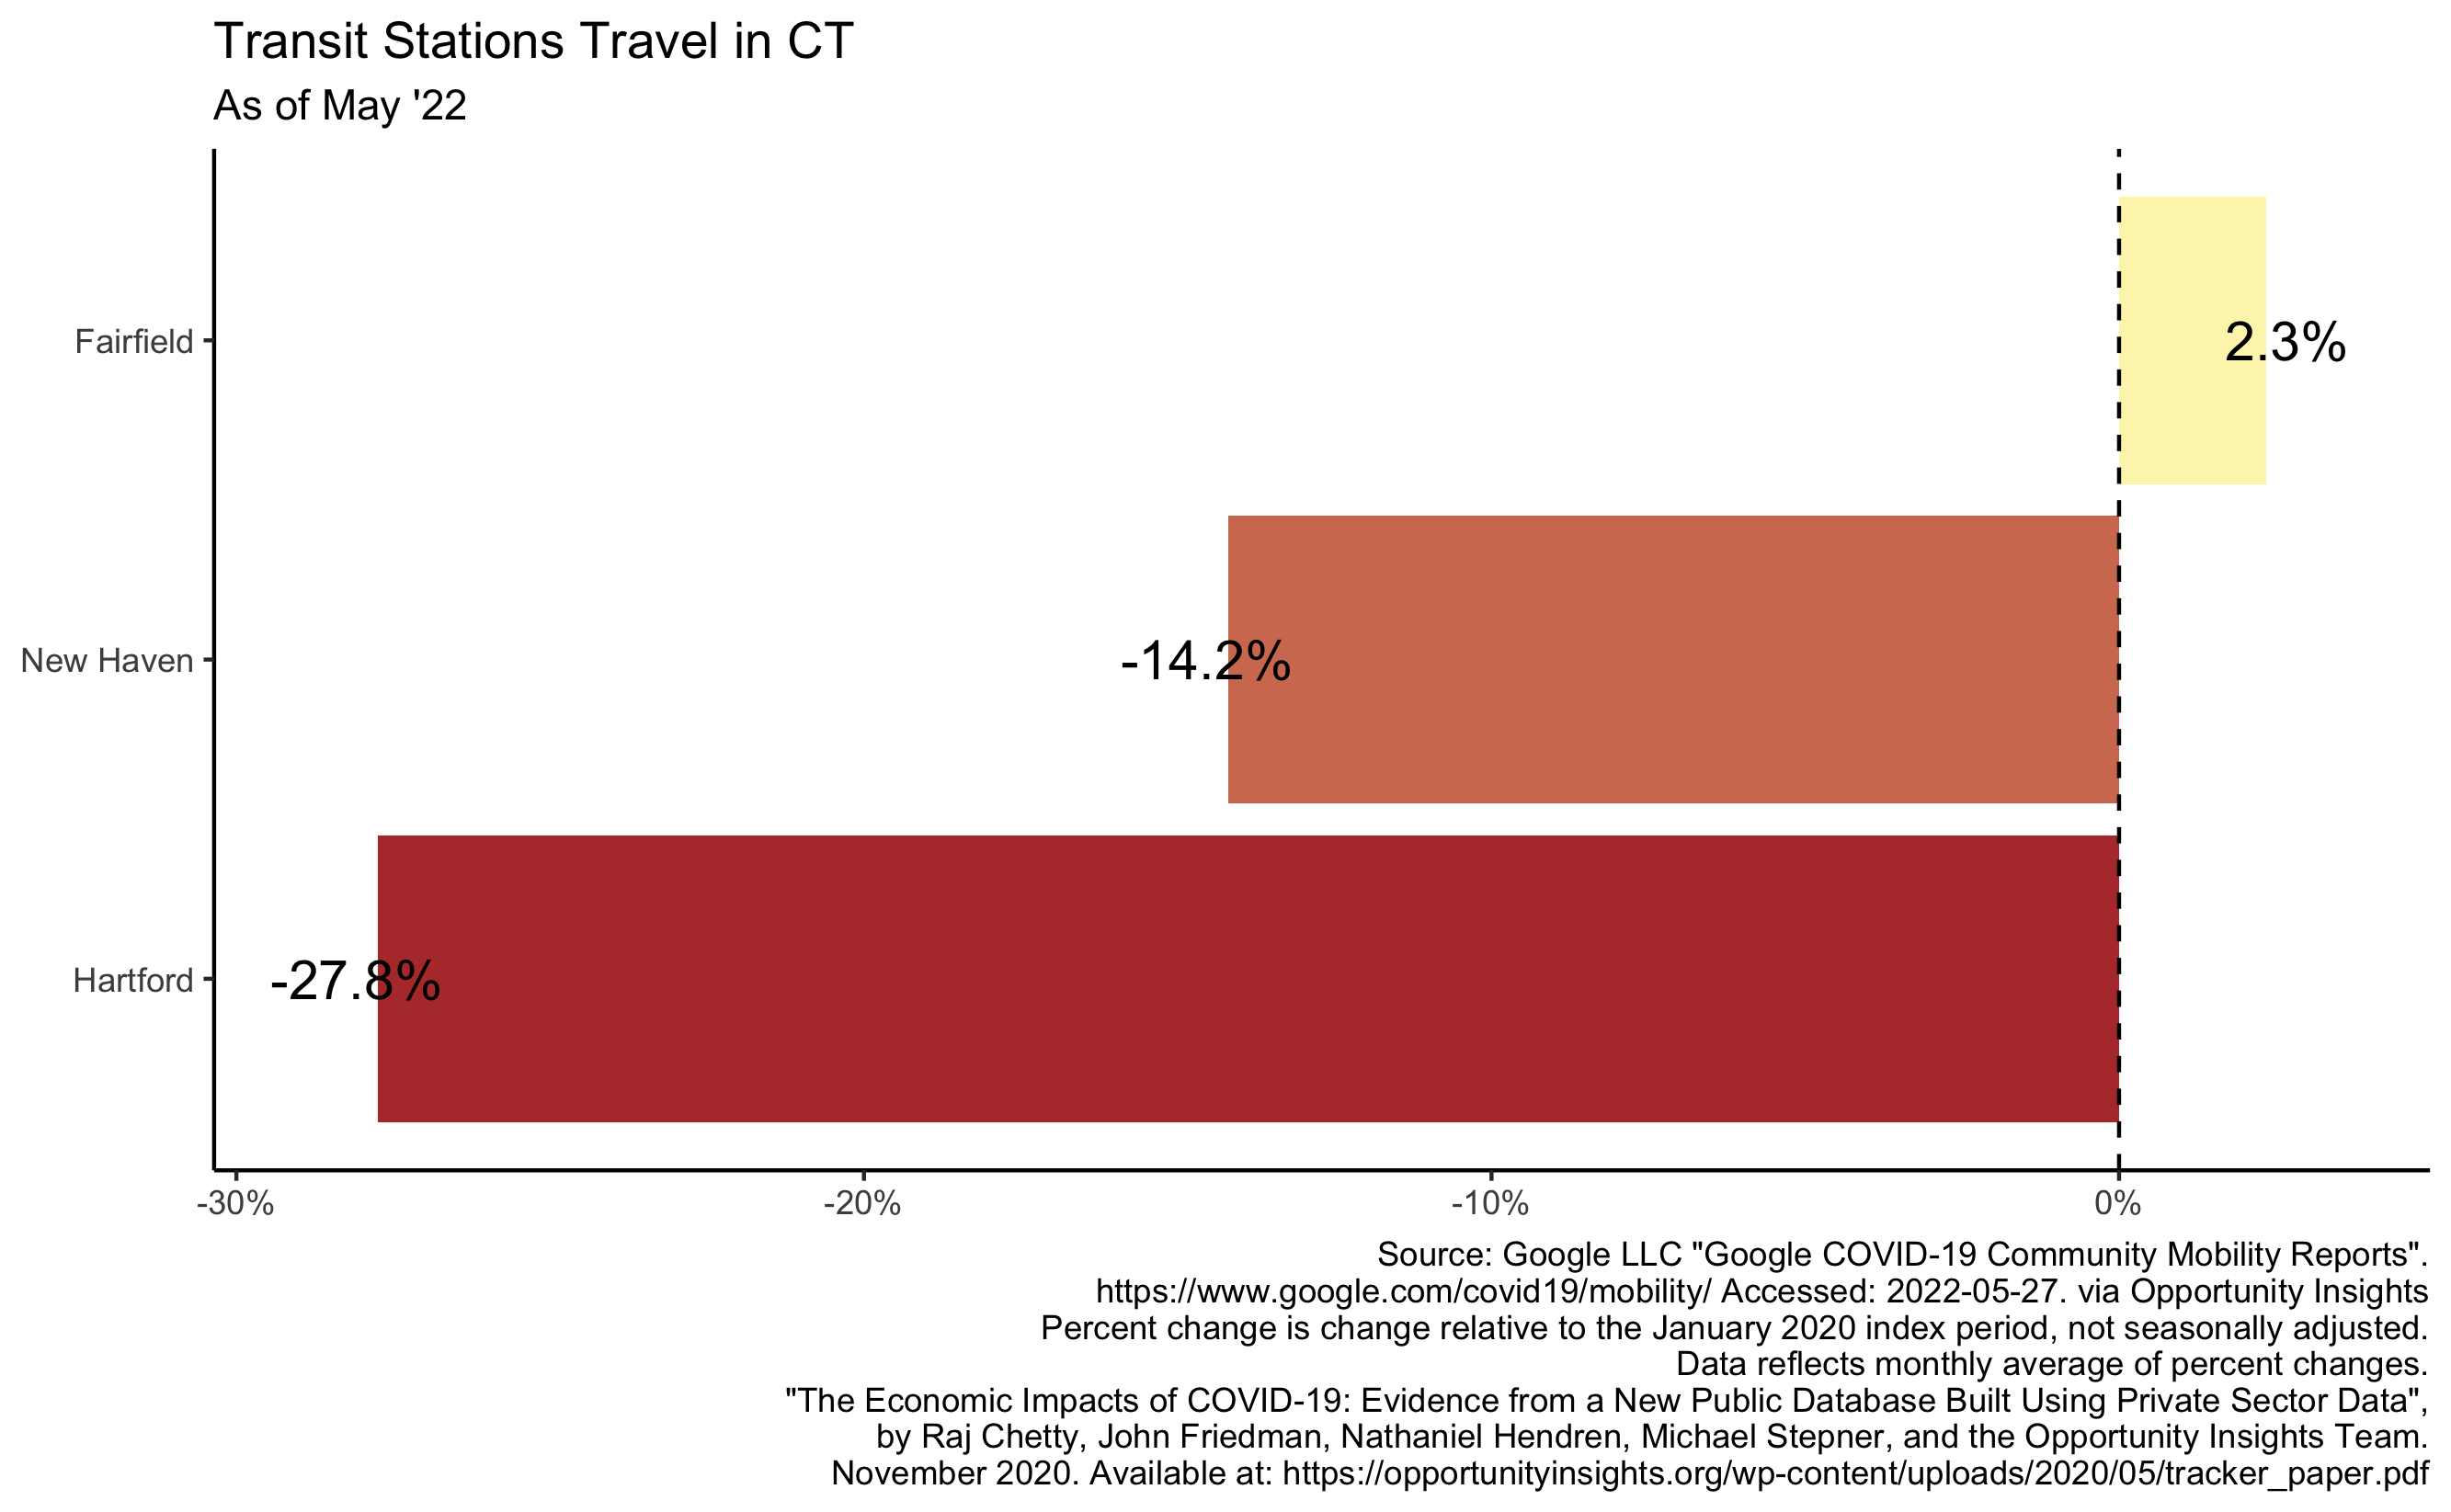 Transit Stations Travel in CT
As of May '22
Fairfield
2.3%
New Haven
-14.2%
Hartford
-27.8%
-30%
-20%
-10%
0%
Source: Google LLC "Google COVID-19 Community Mobility Reports".
https://www.google.com/covid19/mobility/ Accessed: 2022-05-27. via Opportunity Insights
Percent change is change relative to the January 2020 index period, not seasonally adjusted.
Data reflects monthly average of percent changes.
"The Economic Impacts of COVID-19: Evidence from a New Public Database Built Using Private Sector Data",
by Raj Chetty, John Friedman, Nathaniel Hendren, Michael Stepner, and the Opportunity Insights Team.
November 2020. Available at: https://opportunityinsights.org/wp-content/uploads/2020/05/tracker_paper.pdf